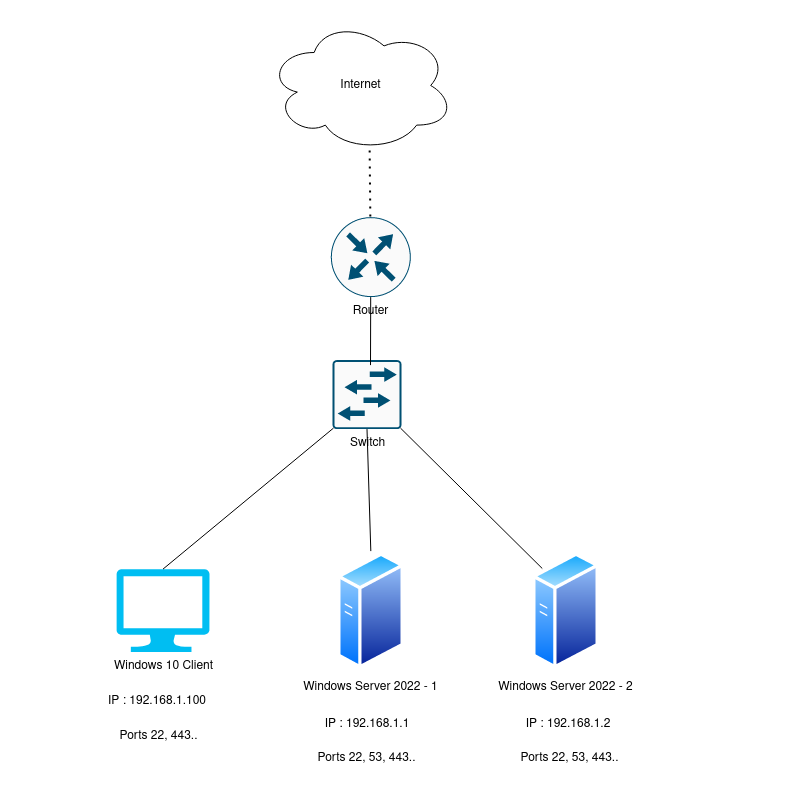 Internet
Router
Switch
Windows 10 Client
IP : 192.168.1.100
Ports 22, 443..
Windows Server 2022 - 1
IP : 192.168.1.1
Ports 22, 53, 443..
Windows Server 2022 - 2
IP : 192.168.1.2
Ports 22, 53, 443..